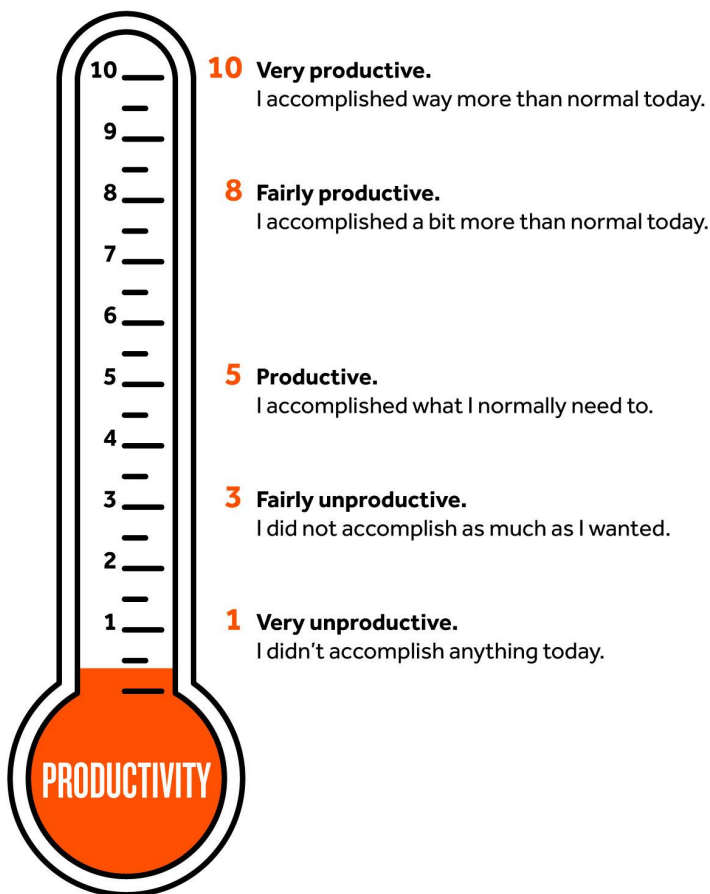 10
10 Very productive.
I accomplished way more than normal today.
9
8
8 Fairly productive.
I accomplished a bit more than normal today.
7
6
5
5 Productive.
I accomplished what I normally need to.
4
3
3 Fairly unproductive.
I did not accomplish as much as I wanted.
2
1
1 Very unproductive.
I didn’t accomplish anything today.
PRODUCTIVITY